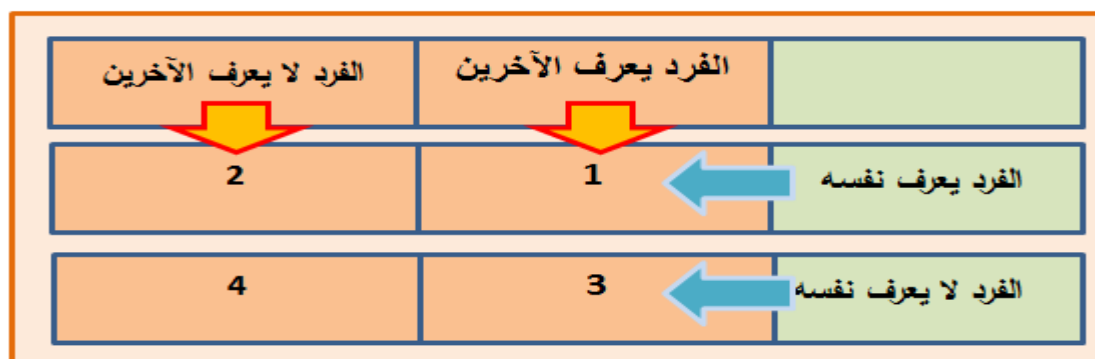 الفرد يعرف الآخرين
الفرد لا يعرف الآخرين
الفرد يعرف نفسه
1
2
الفرد لا يعرف نفسه
3
4